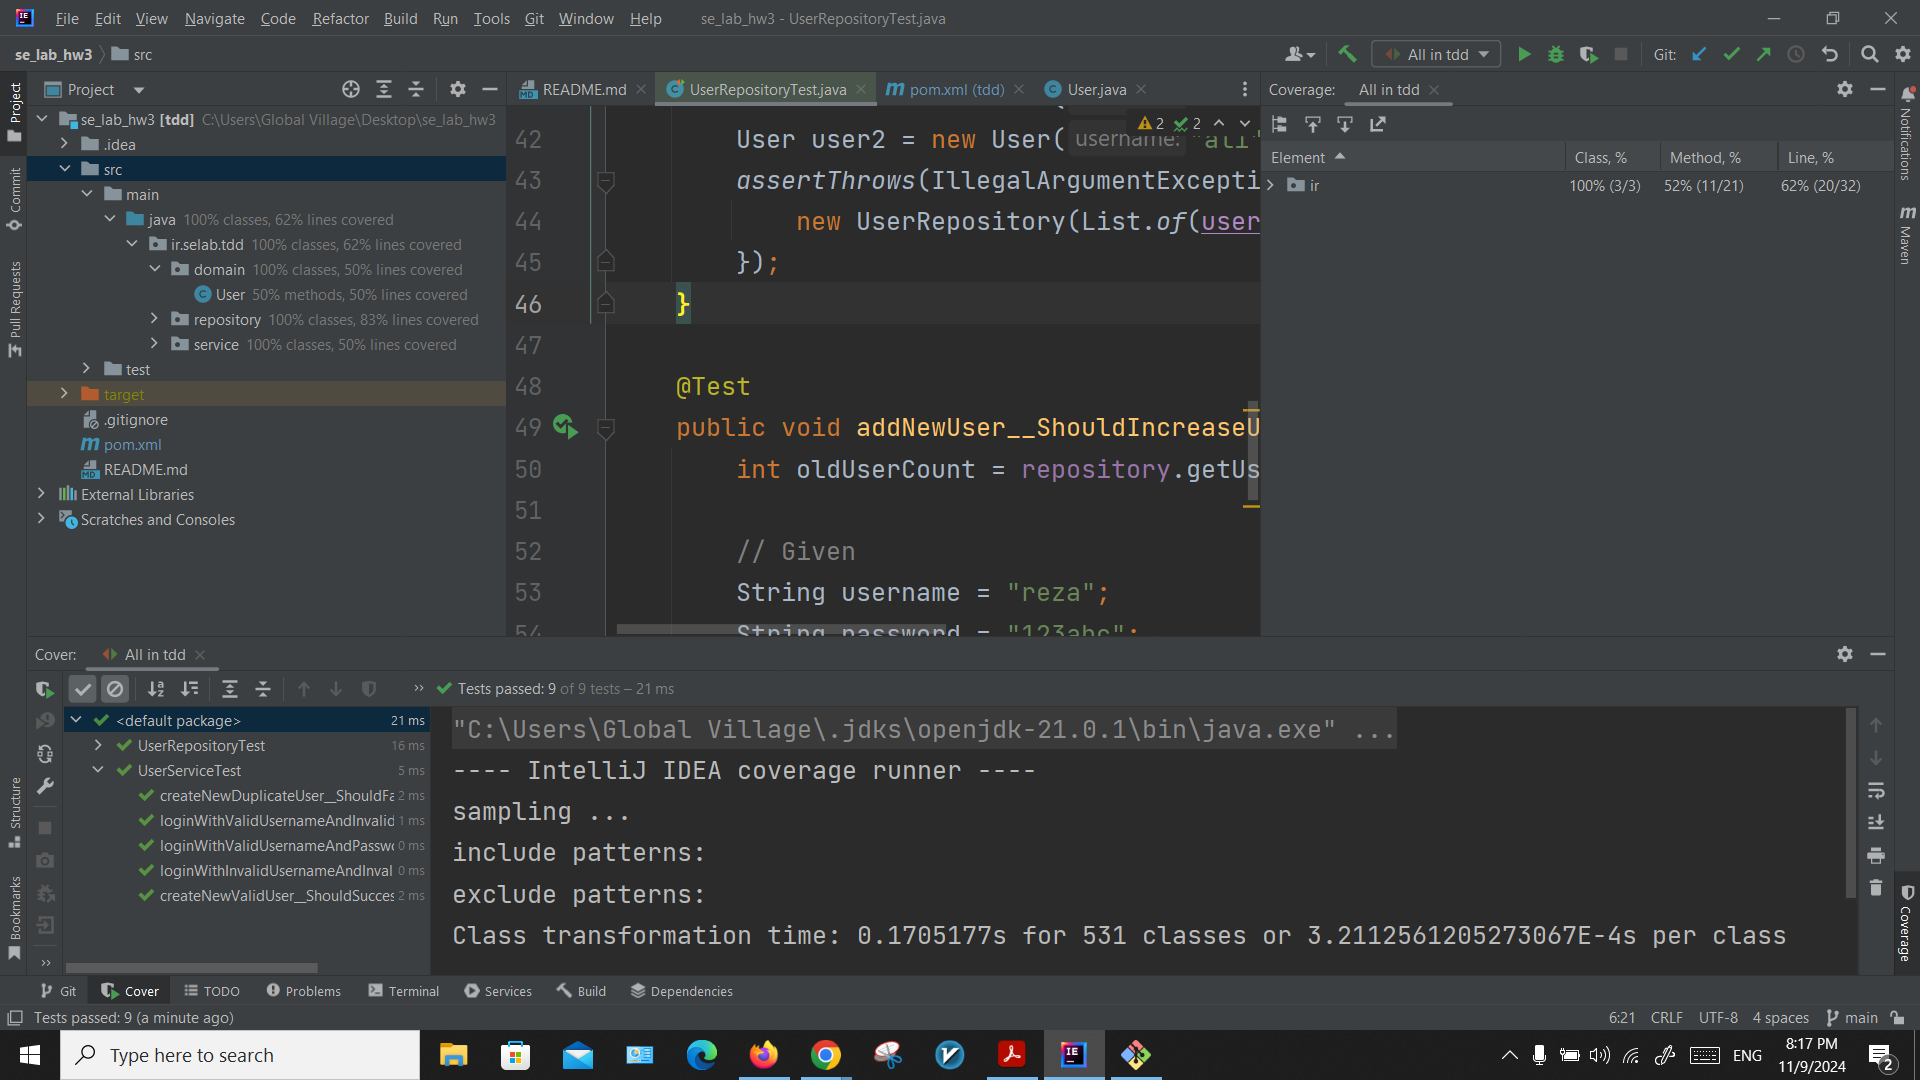 File Edit View Navigate Code Refactor Build Run Tools Git Window Help se_lab_hw3 - UserRepositoryTest.java
se_lab_hw3 src All in tdd Git:
Project
README.md UserRepositoryTest.java pom.xml (tdd) User.java
Coverage: All in tdd
se_lab_hw3 [tdd] C:\Users\Global Village\Desktop\se_lab_hw3
.idea
src
main
java 100% classes, 62% lines covered
ir.selab.tdd 100% classes, 62% lines covered
domain 100% classes, 50% lines covered
User 50% methods, 50% lines covered
repository 100% classes, 83% lines covered
service 100% classes, 50% lines covered
test
target
.gitignore
pom.xml
README.md
External Libraries
Scratches and Consoles
2 2
42 User user2 = new User( username: "ali"
43 assertThrows(IllegalArgumentExcepti
44 new UserRepository(List.of(user
45 });
46 }
47
48 @Test
49 public void addNewUser__ShouldIncreaseU
50 int oldUserCount = repository.getUs
51
52 // Given
53 String username = "reza";
54 String password = "123abc";
Element Class, % Method, % Line, %
ir 100% (3/3) 52% (11/21) 62% (20/32)
Project
Commit
Pull Requests
Structure
Bookmarks
Notifications
Maven
Coverage
Cover: All in tdd
Tests passed: 9 of 9 tests – 21 ms
<default package> 21 ms
UserRepositoryTest 16 ms
UserServiceTest 5 ms
createNewDuplicateUser__ShouldFa 2 ms
loginWithValidUsernameAndInvalid 1 ms
loginWithValidUsernameAndPassw 0 ms
loginWithInvalidUsernameAndInval 0 ms
createNewValidUser__ShouldSucces 2 ms
"C:\Users\Global Village\.jdks\openjdk-21.0.1\bin\java.exe" ...
---- IntelliJ IDEA coverage runner ----
sampling ...
include patterns:
exclude patterns:
Class transformation time: 0.1705177s for 531 classes or 3.2112561205273067E-4s per class
Git Cover TODO Problems Terminal Services Build Dependencies
Tests passed: 9 (a minute ago) 6:21 CRLF UTF-8 4 spaces main
Type here to search
ENG
8:17 PM
11/9/2024
2